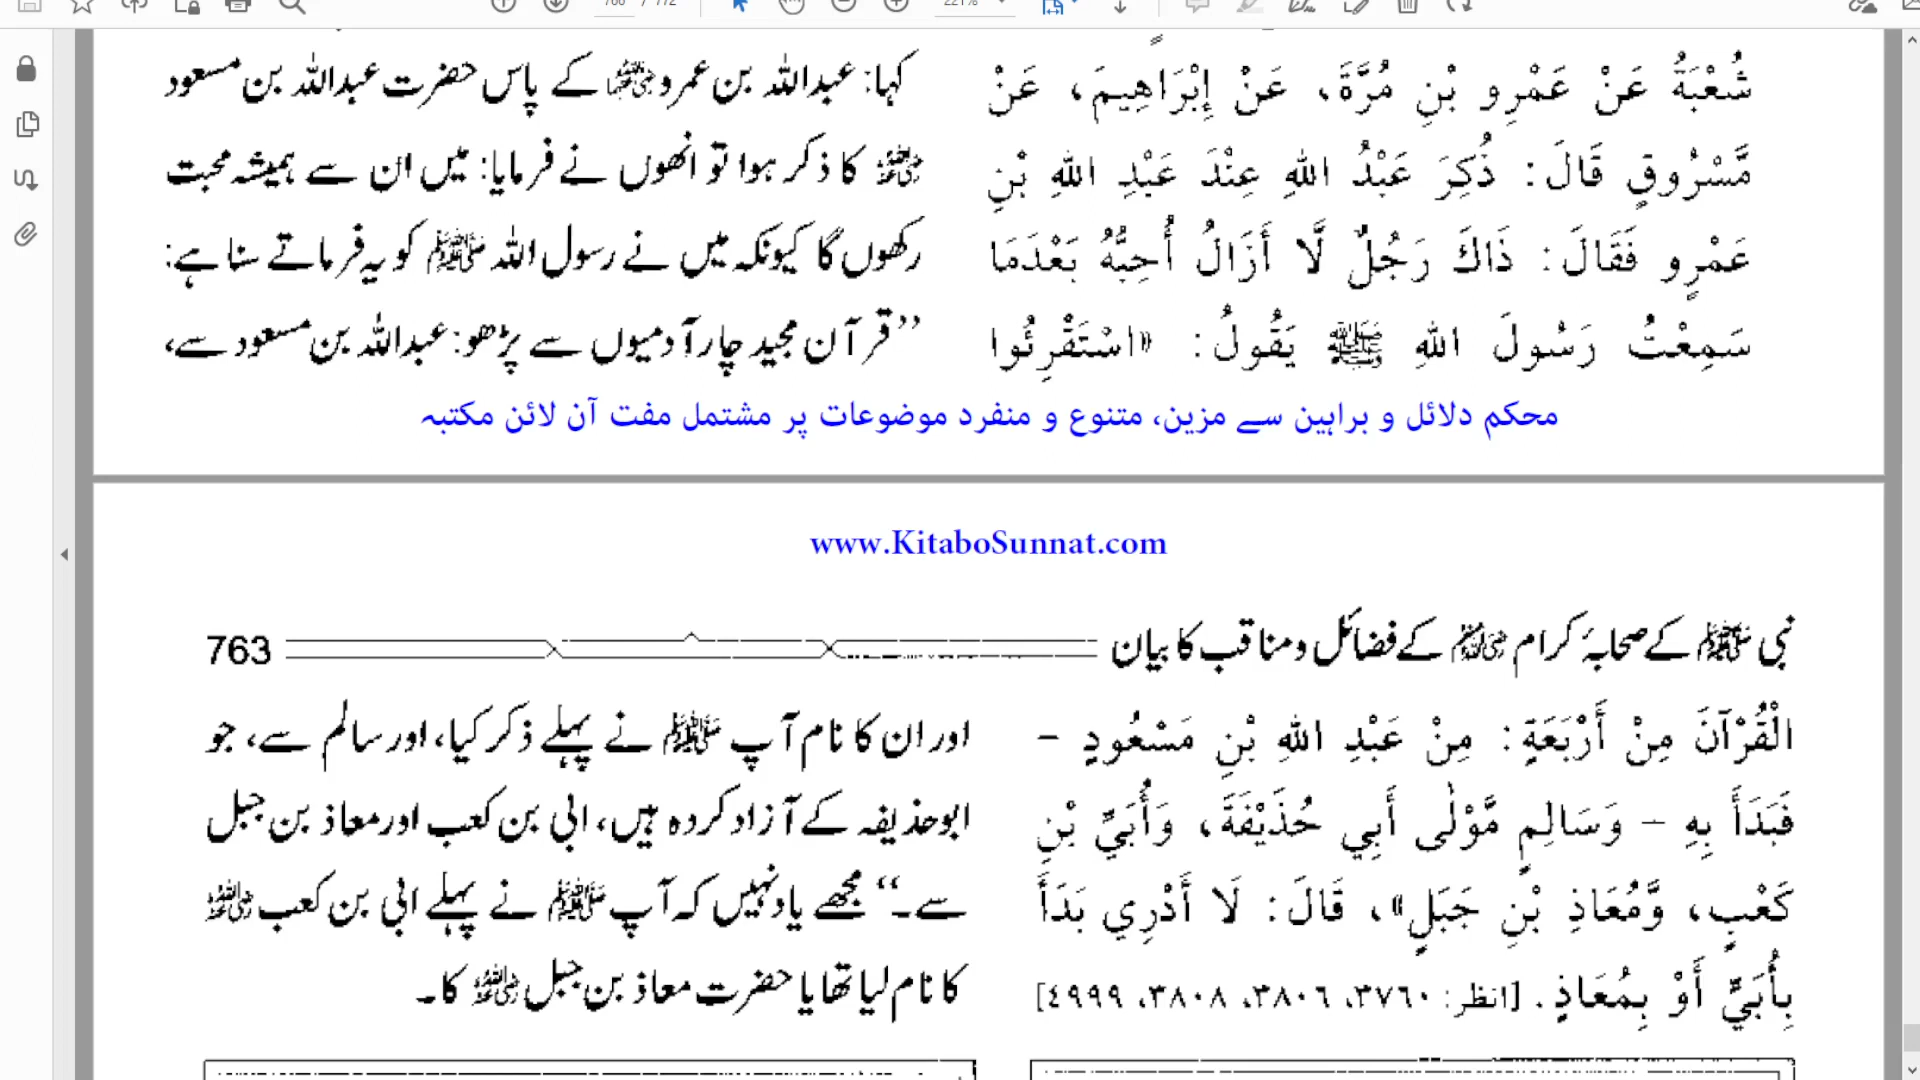 766 / 772
221%
شُعْبَةُ عَنْ عَمْرِو بْنِ مُرَّةَ، عَنْ إِبْرَاهِيمَ، عَنْ
مَّسْرُوقٍ قَالَ: ذُكِرَ عَبْدُ اللهِ عِنْدَ عَبْدِ اللهِ بْنِ
عَمْرٍو فَقَالَ: ذَاكَ رَجُلٌ لَّا أَزَالُ أُحِبُّهُ بَعْدَمَا
سَمِعْتُ رَسُولَ اللهِ ﷺ يَقُولُ: «اسْتَقْرِئُوا
کہا: عبداللہ بن عمرو رضی اللہ عنہما کے پاس حضرت عبداللہ بن مسعود
رضی اللہ عنہ کا ذکر ہوا تو انھوں نے فرمایا: میں ان سے ہمیشہ محبت
رکھوں گا کیونکہ میں نے رسول اللہ ﷺ کو یہ فرماتے سنا ہے:
’’قرآن مجید چار آدمیوں سے پڑھو: عبداللہ بن مسعود سے،
محکم دلائل و براہین سے مزین، متنوع و منفرد موضوعات پر مشتمل مفت آن لائن مکتبہ
www.KitaboSunnat.com
نبی ﷺ کے صحابۂ کرام رضی اللہ عنہم کے فضائل و مناقب کا بیان 763
الْقُرْآنَ مِنْ أَرْبَعَةٍ: مِنْ عَبْدِ اللهِ بْنِ مَسْعُودٍ -
فَبَدَأَ بِهِ - وَسَالِمٍ مَّوْلٰى أَبِي حُذَيْفَةَ، وَأُبَيِّ بْنِ
كَعْبٍ، وَّمُعَاذِ بْنِ جَبَلٍ»، قَالَ: لَا أَدْرِي بَدَأَ
بِأُبَيٍّ أَوْ بِمُعَاذٍ. [انظر: ٣٧٦٠، ٣٨٠٦، ٣٨٠٨، ٤٩٩٩]
اور ان کا نام آپ ﷺ نے پہلے ذکر کیا، اور سالم سے، جو
ابو حذیفہ کے آزاد کردہ ہیں، ابی بن کعب اور معاذ بن جبل
سے۔‘‘ مجھے یاد نہیں کہ آپ ﷺ نے پہلے ابی بن کعب رضی اللہ عنہ
کا نام لیا تھا یا حضرت معاذ بن جبل رضی اللہ عنہ کا۔